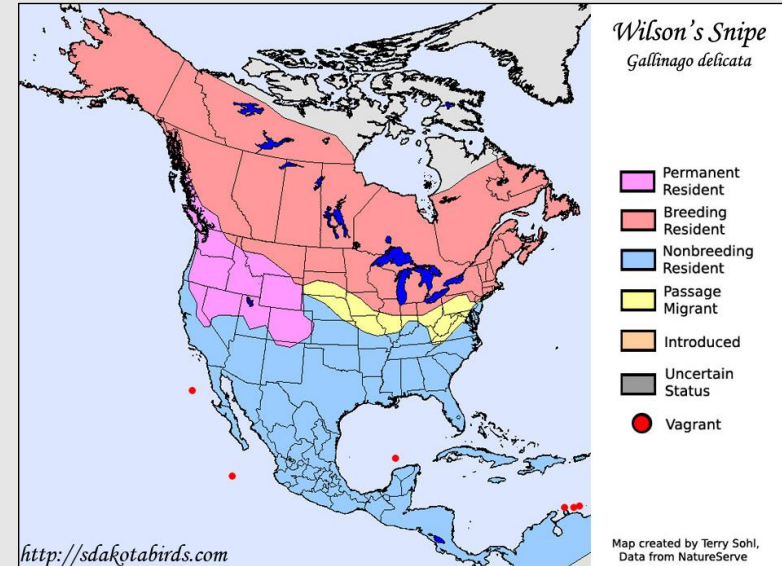 Wilson's Snipe
Gallinago delicata
Permanent
Resident
Breeding
Resident
Nonbreeding
Resident
Passage
Migrant
Introduced
Uncertain
Status
Vagrant
Map created by Terry Sohl,
Data from NatureServe
http://sdakotabirds.com